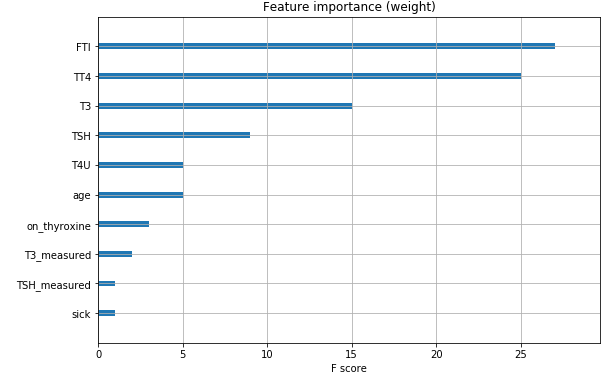 Feature importance (weight)
FTI
TT4
T3
TSH
T4U
age
on_thyroxine
T3_measured
TSH_measured
sick
0 5 10 15 20 25
F score